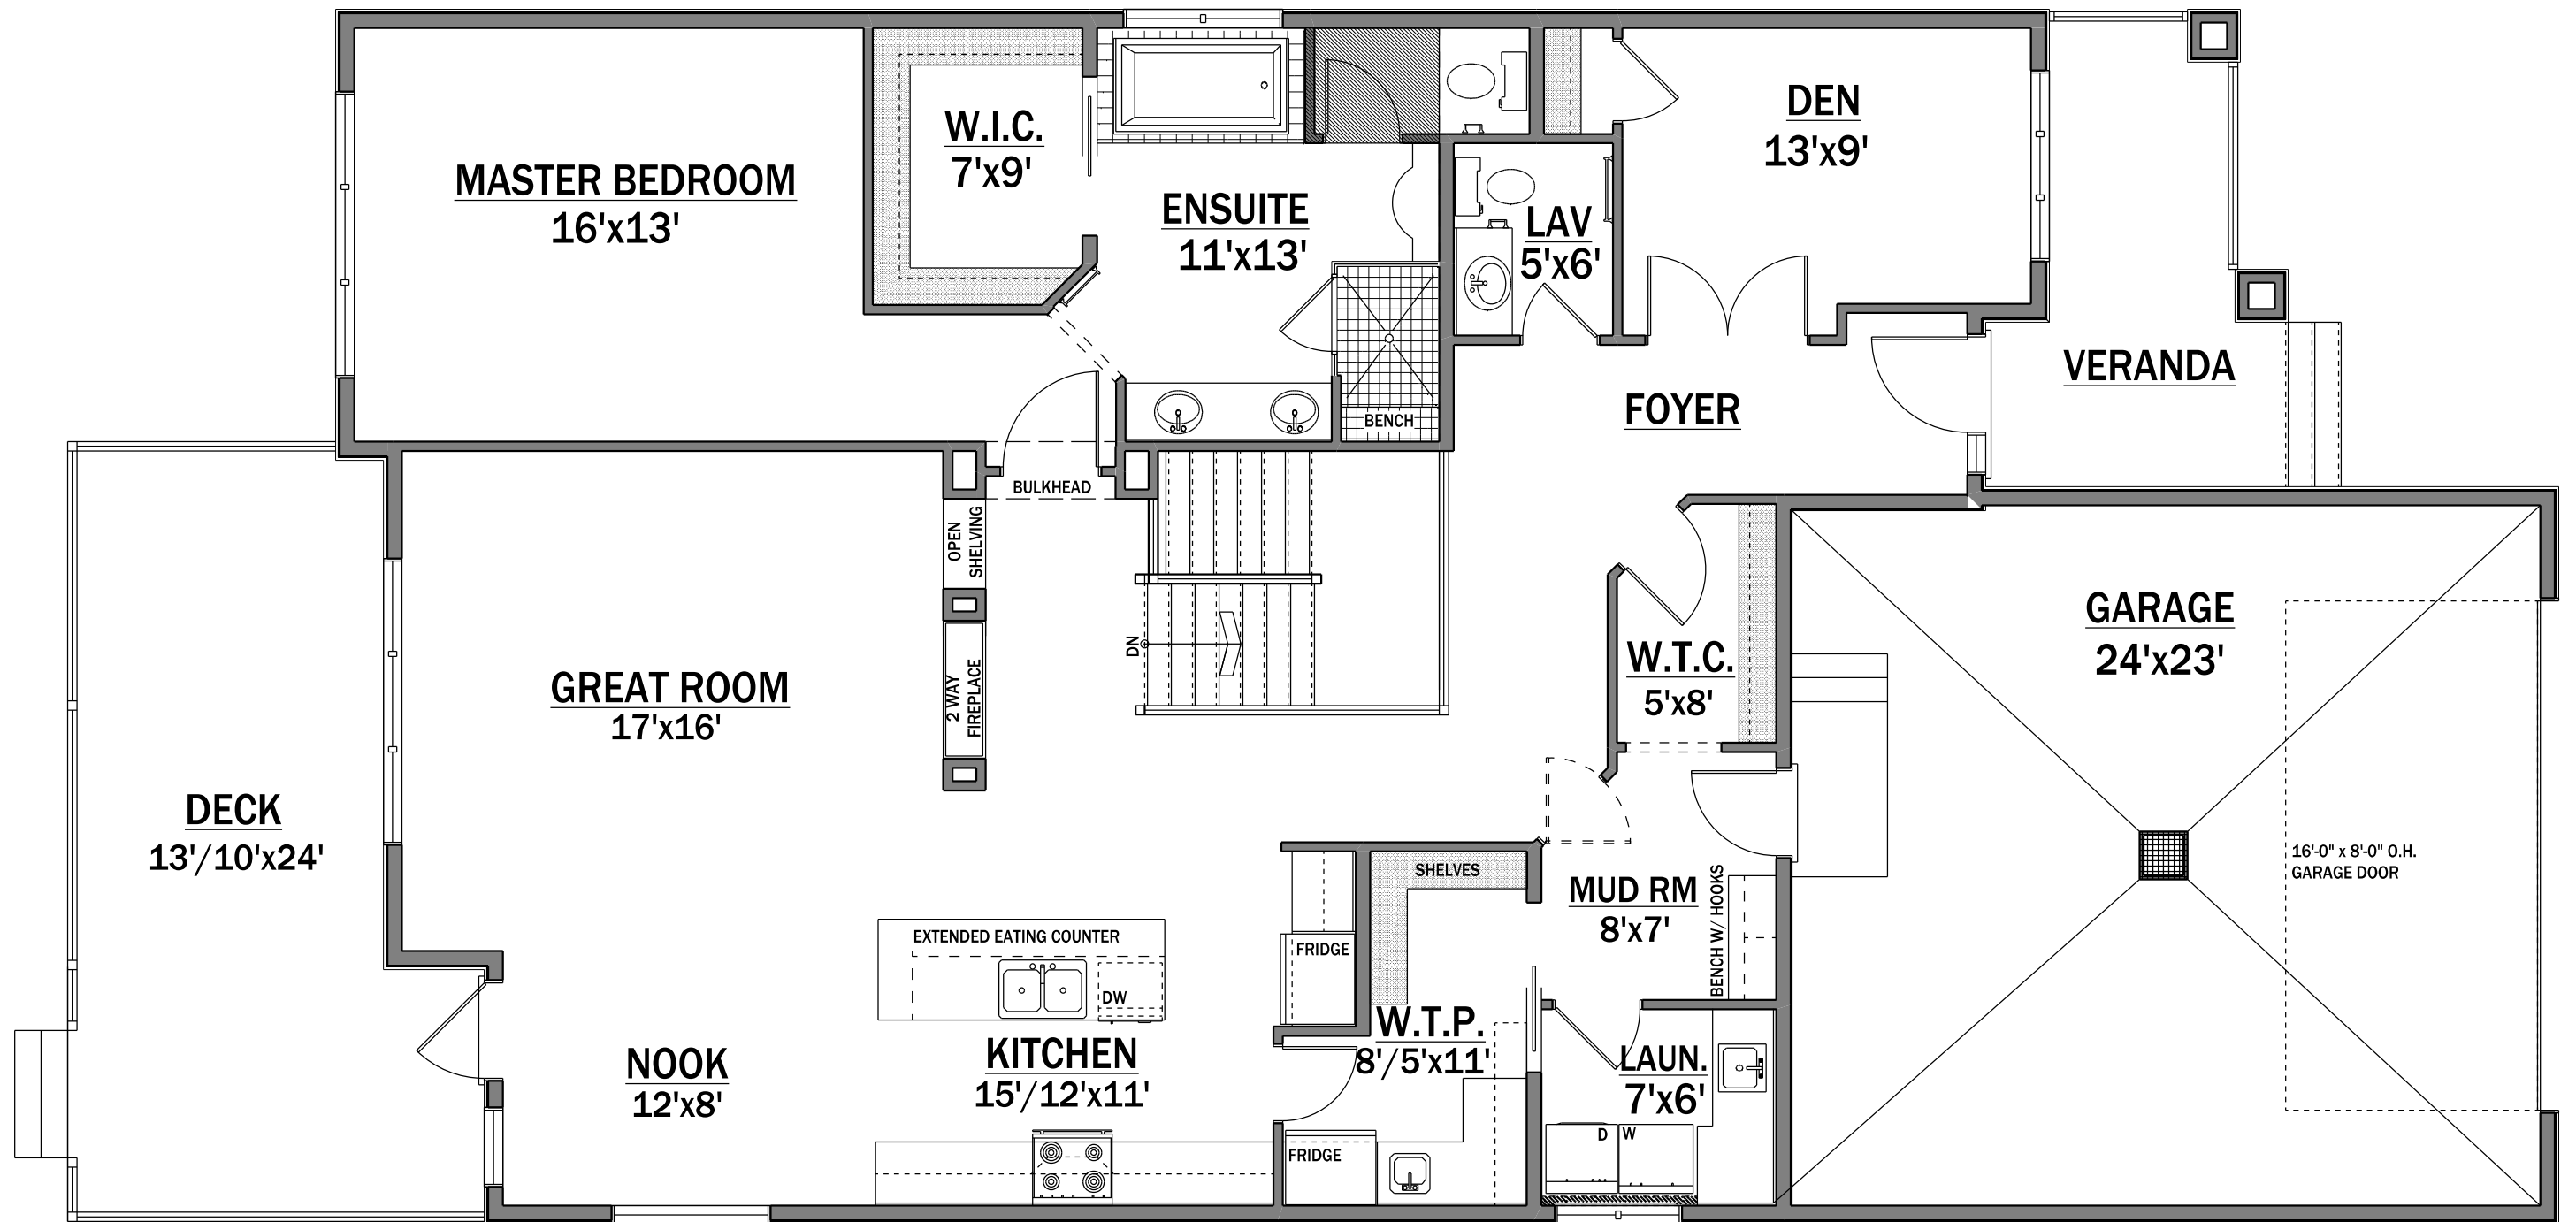 MASTER BEDROOM
16'x13'
W.I.C.
7'x9'
ENSUITE
11'x13'
BENCH
LAV
5'x6'
DEN
13'x9'
VERANDA
FOYER
BULKHEAD
OPEN
SHELVING
2 WAY
FIREPLACE
DN
GREAT ROOM
17'x16'
DECK
13'/10'x24'
W.T.C.
5'x8'
GARAGE
24'x23'
16'-0" x 8'-0" O.H.
GARAGE DOOR
SHELVES
MUD RM
8'x7'
BENCH W/ HOOKS
EXTENDED EATING COUNTER
DW
FRIDGE
NOOK
12'x8'
KITCHEN
15'/12'x11'
W.T.P.
8'/5'x11'
LAUN.
7'x6'
D
W
FRIDGE